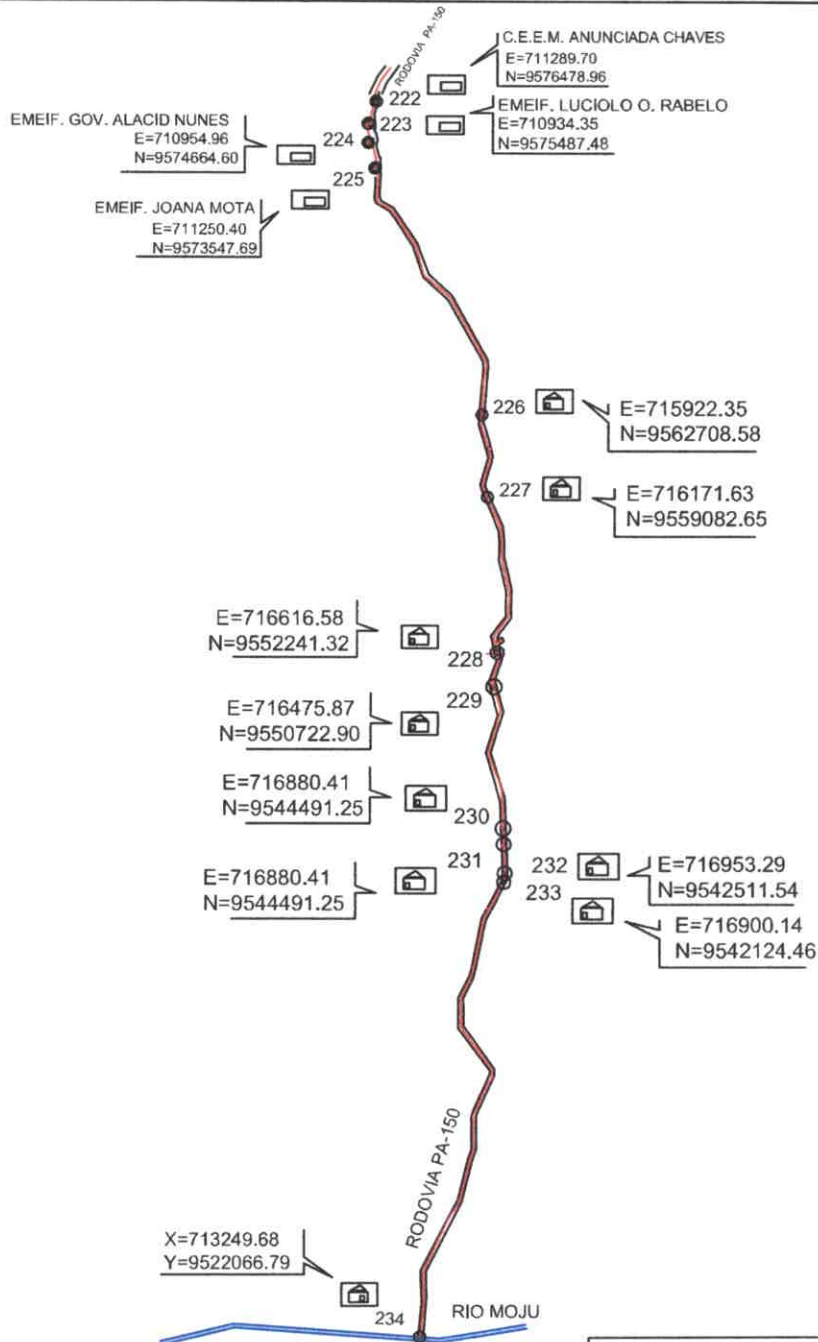 RODOVIA PA-150
C.E.E.M. ANUNCIADA CHAVES
E=711289.70
N=9576478.96
222
EMEIF. LUCIOLO O. RABELO
E=710934.35
N=9575487.48
223
EMEIF. GOV. ALACID NUNES
E=710954.96
N=9574664.60
224
225
EMEIF. JOANA MOTA
E=711250.40
N=9573547.69
226
E=715922.35
N=9562708.58
227
E=716171.63
N=9559082.65
E=716616.58
N=9552241.32
228
229
E=716475.87
N=9550722.90
E=716880.41
N=9544491.25
230
231
E=716880.41
N=9544491.25
232
E=716953.29
N=9542511.54
233
E=716900.14
N=9542124.46
RODOVIA PA-150
X=713249.68
Y=9522066.79
234
RIO MOJU